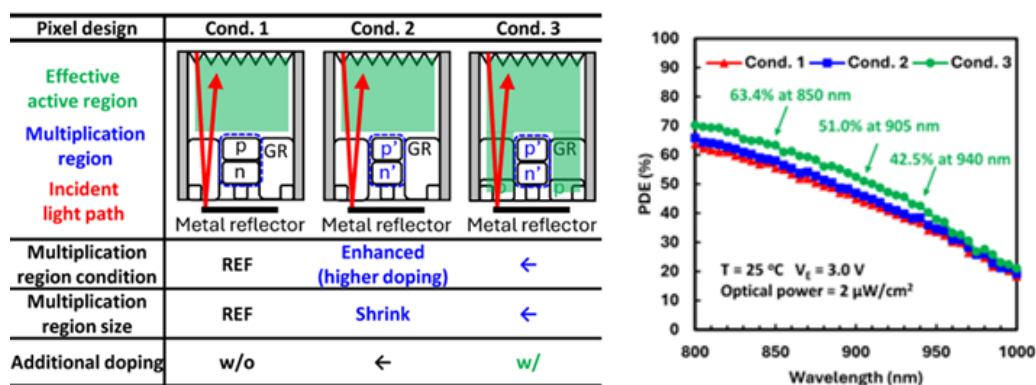 Pixel design Cond. 1 Cond. 2 Cond. 3
Effective
active region
Multiplication
region
Incident
light path
p
n
GR
Metal reflector
p'
n'
GR
Metal reflector
p'
n'
GR
p
p
Metal reflector
Multiplication
region condition
REF
Enhanced
(higher doping)
←
Multiplication
region size
REF
Shrink
←
Additional doping
w/o
←
w/
PDE (%)
100
90
80
70
60
50
40
30
20
10
0
Cond. 1 Cond. 2 Cond. 3
63.4% at 850 nm
51.0% at 905 nm
42.5% at 940 nm
T = 25 °C V_E = 3.0 V
Optical power = 2 μW/cm²
800 850 900 950 1000
Wavelength (nm)